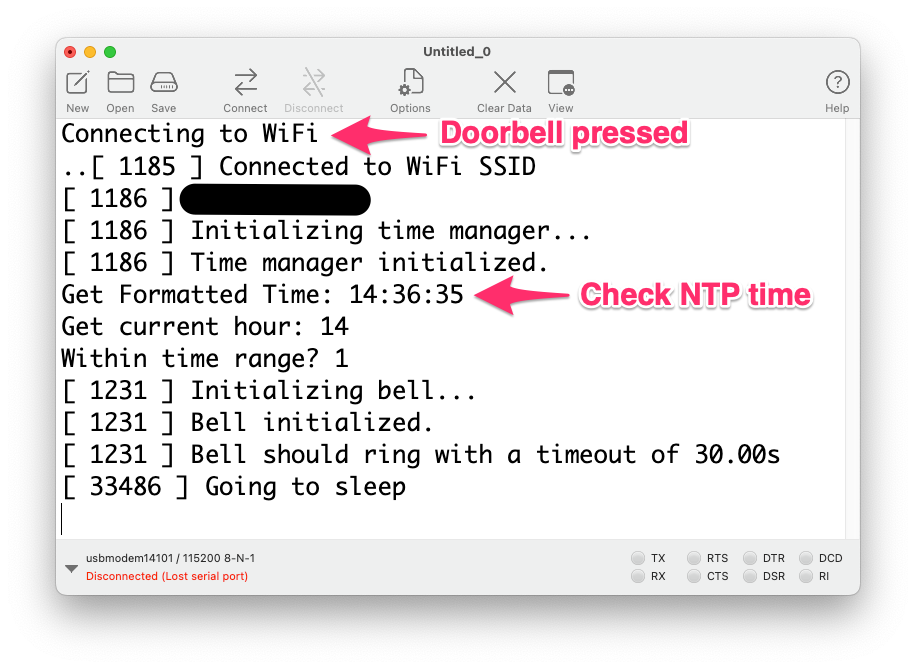 Untitled_0
New Open Save Connect Disconnect Options Clear Data View Help
Connecting to WiFi Doorbell pressed
..[ 1185 ] Connected to WiFi SSID
[ 1186 ]
[ 1186 ] Initializing time manager...
[ 1186 ] Time manager initialized.
Get Formatted Time: 14:36:35 Check NTP time
Get current hour: 14
Within time range? 1
[ 1231 ] Initializing bell...
[ 1231 ] Bell initialized.
[ 1231 ] Bell should ring with a timeout of 30.00s
[ 33486 ] Going to sleep
usbmodem14101 / 115200 8-N-1 TX RTS DTR DCD
Disconnected (Lost serial port) RX CTS DSR RI